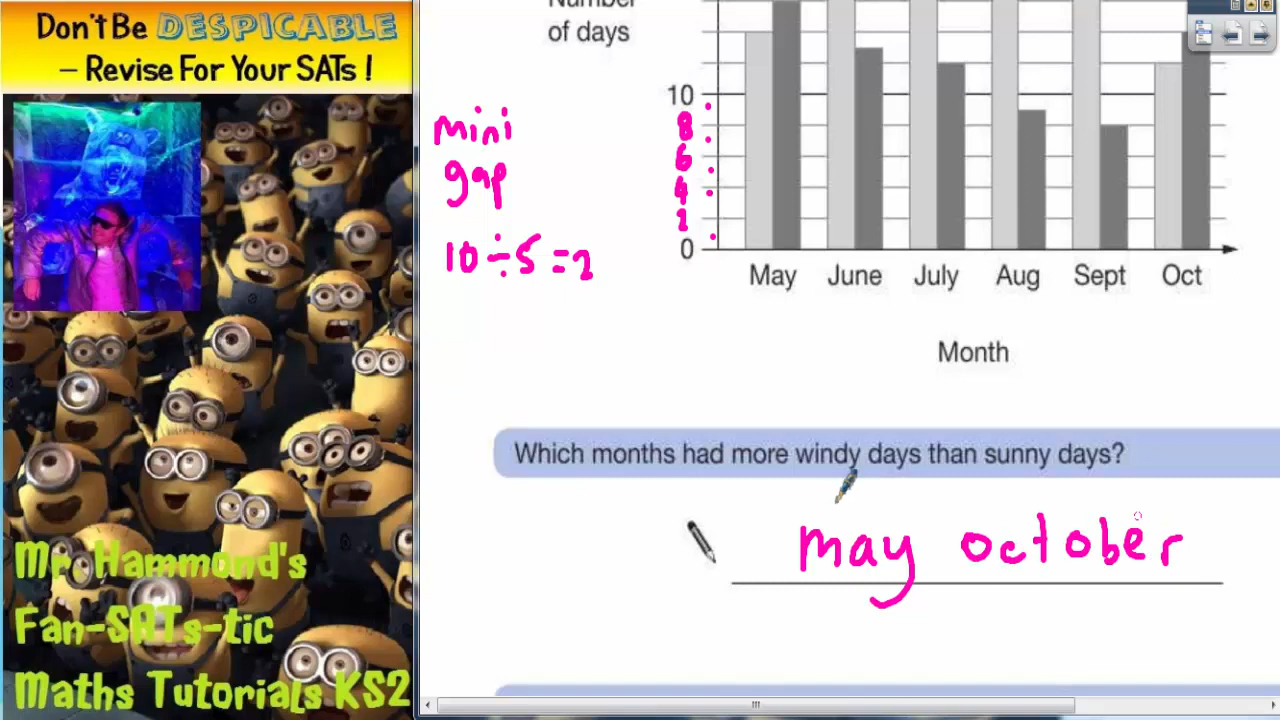 Don't Be DESPICABLE
– Revise For Your SATs !
Mr. Hammond's
Fan-SATs-tic
Maths Tutorials KS2
Number
of days
mini
gap
10 ÷ 5 = 2
10
8
6
4
2
0
May June July Aug Sept Oct
Month
Which months had more windy days than sunny days?
may october